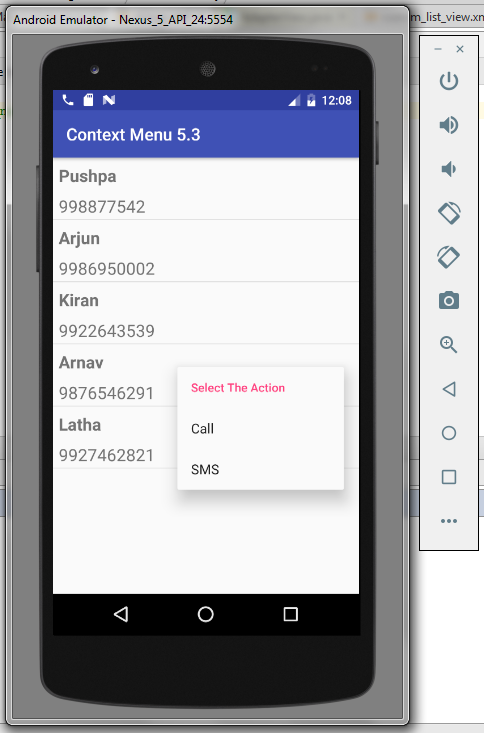 Android Emulator - Nexus_5_API_24:5554
m_list_view.xm
12:08
Context Menu 5.3
Pushpa
998877542
Arjun
9986950002
Kiran
9922643539
Arnav
9876546291
Select The Action
Call
Latha
SMS
9927462821